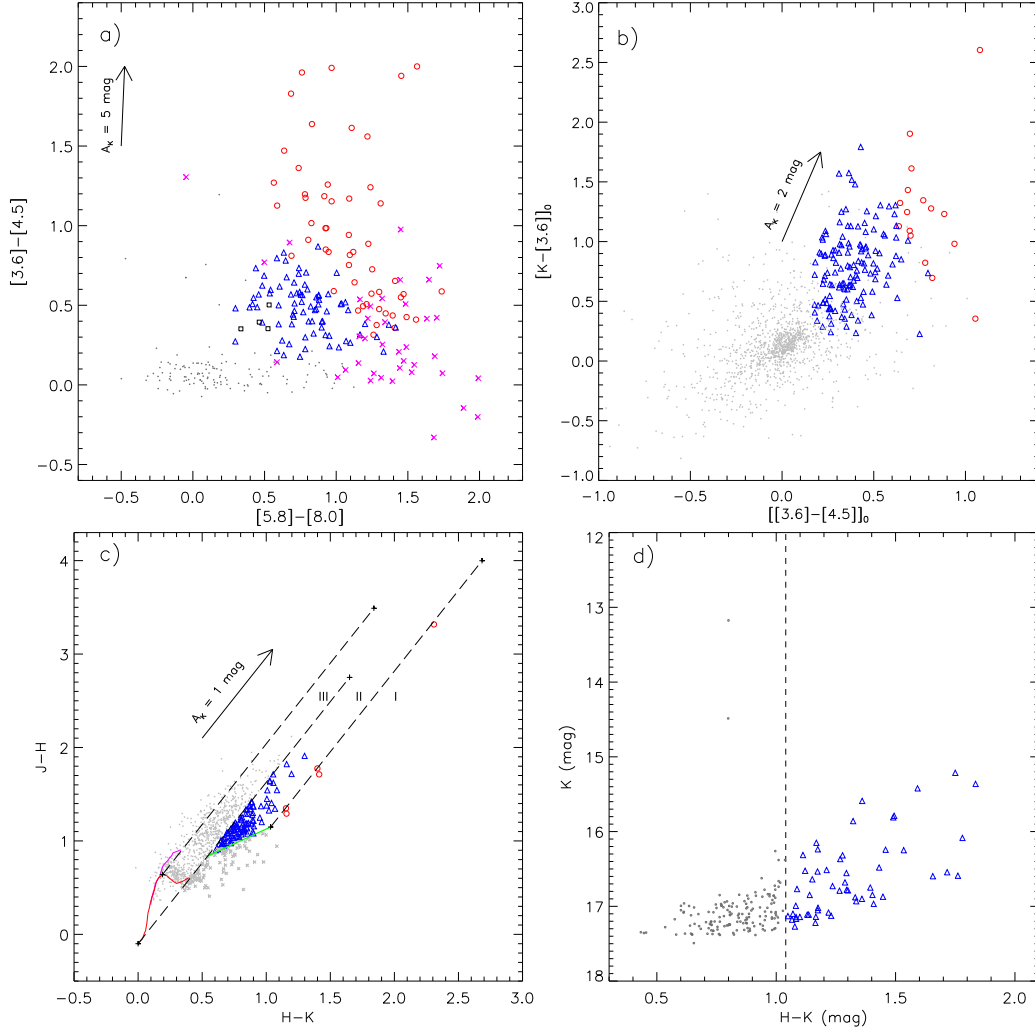 a)
A_K = 5 mag
2.0
1.5
1.0
0.5
0.0
−0.5
[3.6]−[4.5]
−0.5 0.0 0.5 1.0 1.5 2.0
[5.8]−[8.0]
b)
A_K = 2 mag
3.0
2.5
2.0
1.5
1.0
0.5
0.0
−0.5
−1.0
[K−[3.6]]₀
−1.0 −0.5 0.0 0.5 1.0
[[3.6]−[4.5]]₀
c)
A_K = 1 mag
III II I
4
3
2
1
0
J−H
−0.5 0.0 0.5 1.0 1.5 2.0 2.5 3.0
H−K
d)
12
13
14
15
16
17
18
K (mag)
0.5 1.0 1.5 2.0
H−K (mag)